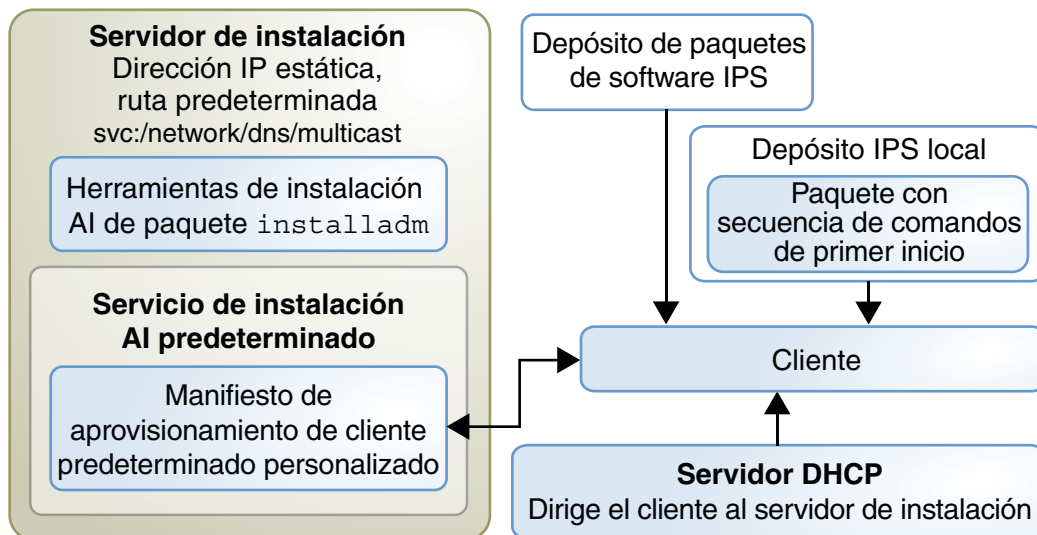 Servidor de instalación
Dirección IP estática,
ruta predeterminada
svc:/network/dns/multicast
Herramientas de instalación
AI de paquete installadm
Servicio de instalación
AI predeterminado
Manifiesto de
aprovisionamiento de cliente
predeterminado personalizado
Depósito de paquetes
de software IPS
Depósito IPS local
Paquete con
secuencia de comandos
de primer inicio
Cliente
Servidor DHCP
Dirige el cliente al servidor de instalación